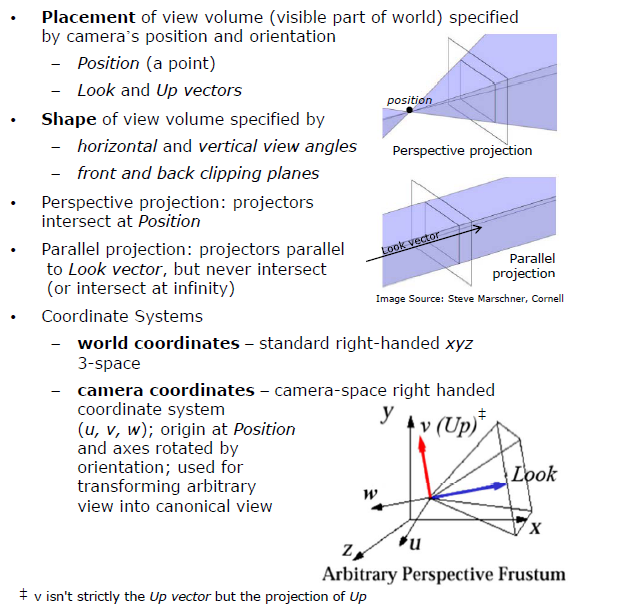 • Placement of view volume (visible part of world) specified
by camera's position and orientation
– Position (a point)
– Look and Up vectors
• Shape of view volume specified by
– horizontal and vertical view angles
– front and back clipping planes
• Perspective projection: projectors
intersect at Position
• Parallel projection: projectors parallel
to Look vector, but never intersect
(or intersect at infinity)
• Coordinate Systems
– world coordinates – standard right-handed xyz
3-space
– camera coordinates – camera-space right handed
coordinate system
(u, v, w); origin at Position
and axes rotated by
orientation; used for
transforming arbitrary
view into canonical view
position
Perspective projection
Look vector
Parallel
projection
Image Source: Steve Marschner, Cornell
y
v (Up)‡
Look
w
x
u
z
Arbitrary Perspective Frustum
‡ v isn't strictly the Up vector but the projection of Up